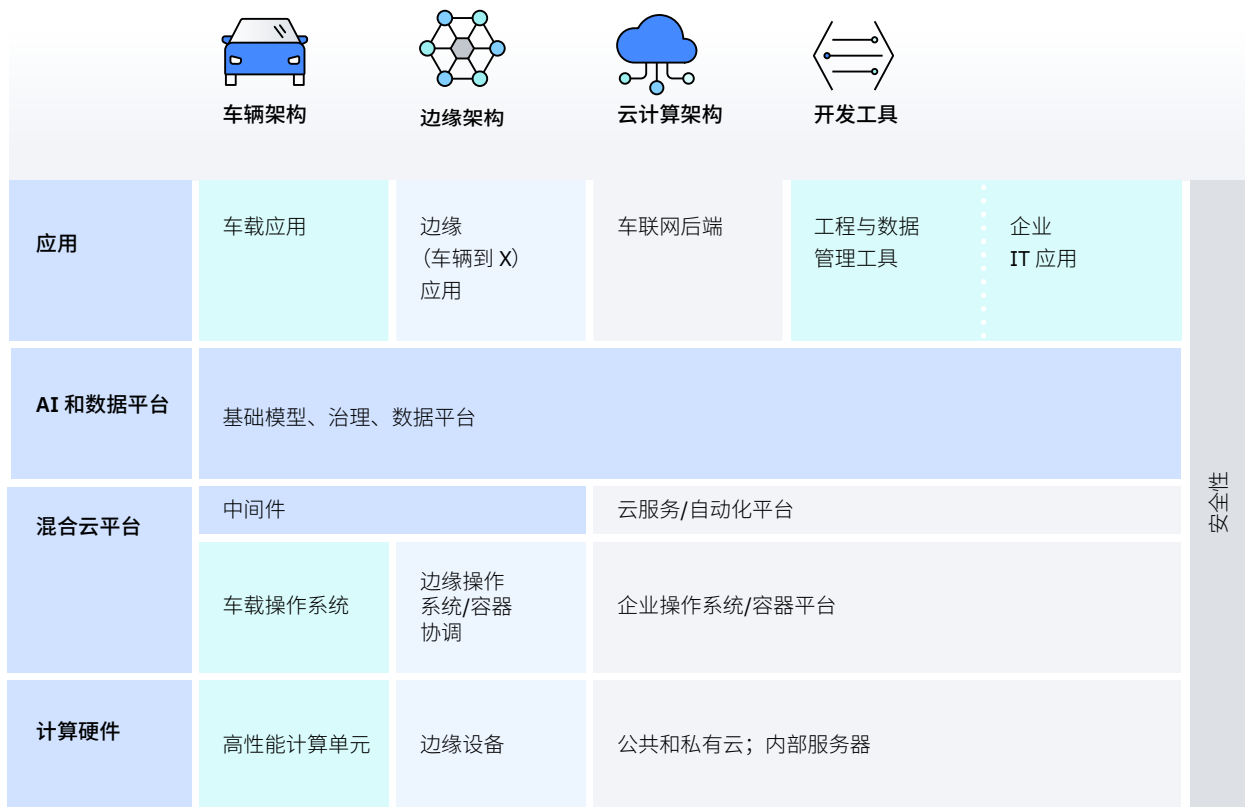 车辆架构
边缘架构
云计算架构
开发工具
应用
车载应用
边缘
（车辆到 X）
应用
车联网后端
工程与数据
管理工具
企业
IT 应用
AI 和数据平台
基础模型、治理、数据平台
混合云平台
中间件
云服务/自动化平台
车载操作系统
边缘操作
系统/容器
协调
企业操作系统/容器平台
计算硬件
高性能计算单元
边缘设备
公共和私有云；内部服务器
安全性